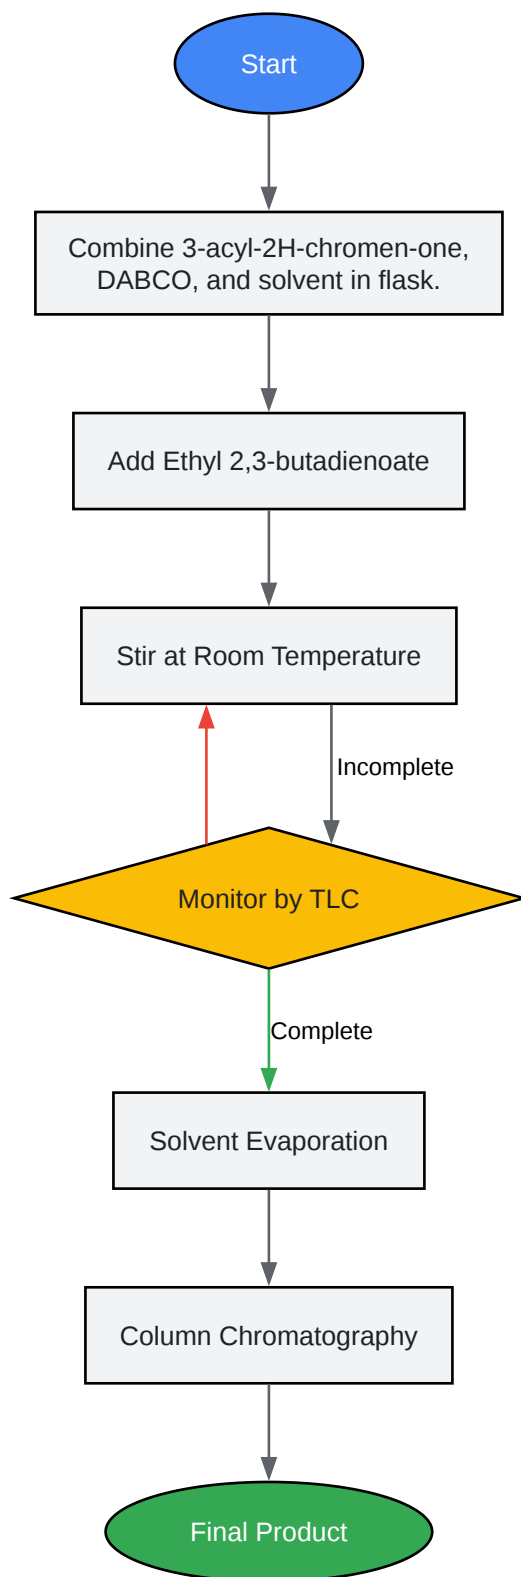 Start
Combine 3-acyl-2H-chromen-one,
DABCO, and solvent in flask.
Add Ethyl 2,3-butadienoate
Stir at Room Temperature
Incomplete
Monitor by TLC
Complete
Solvent Evaporation
Column Chromatography
Final Product